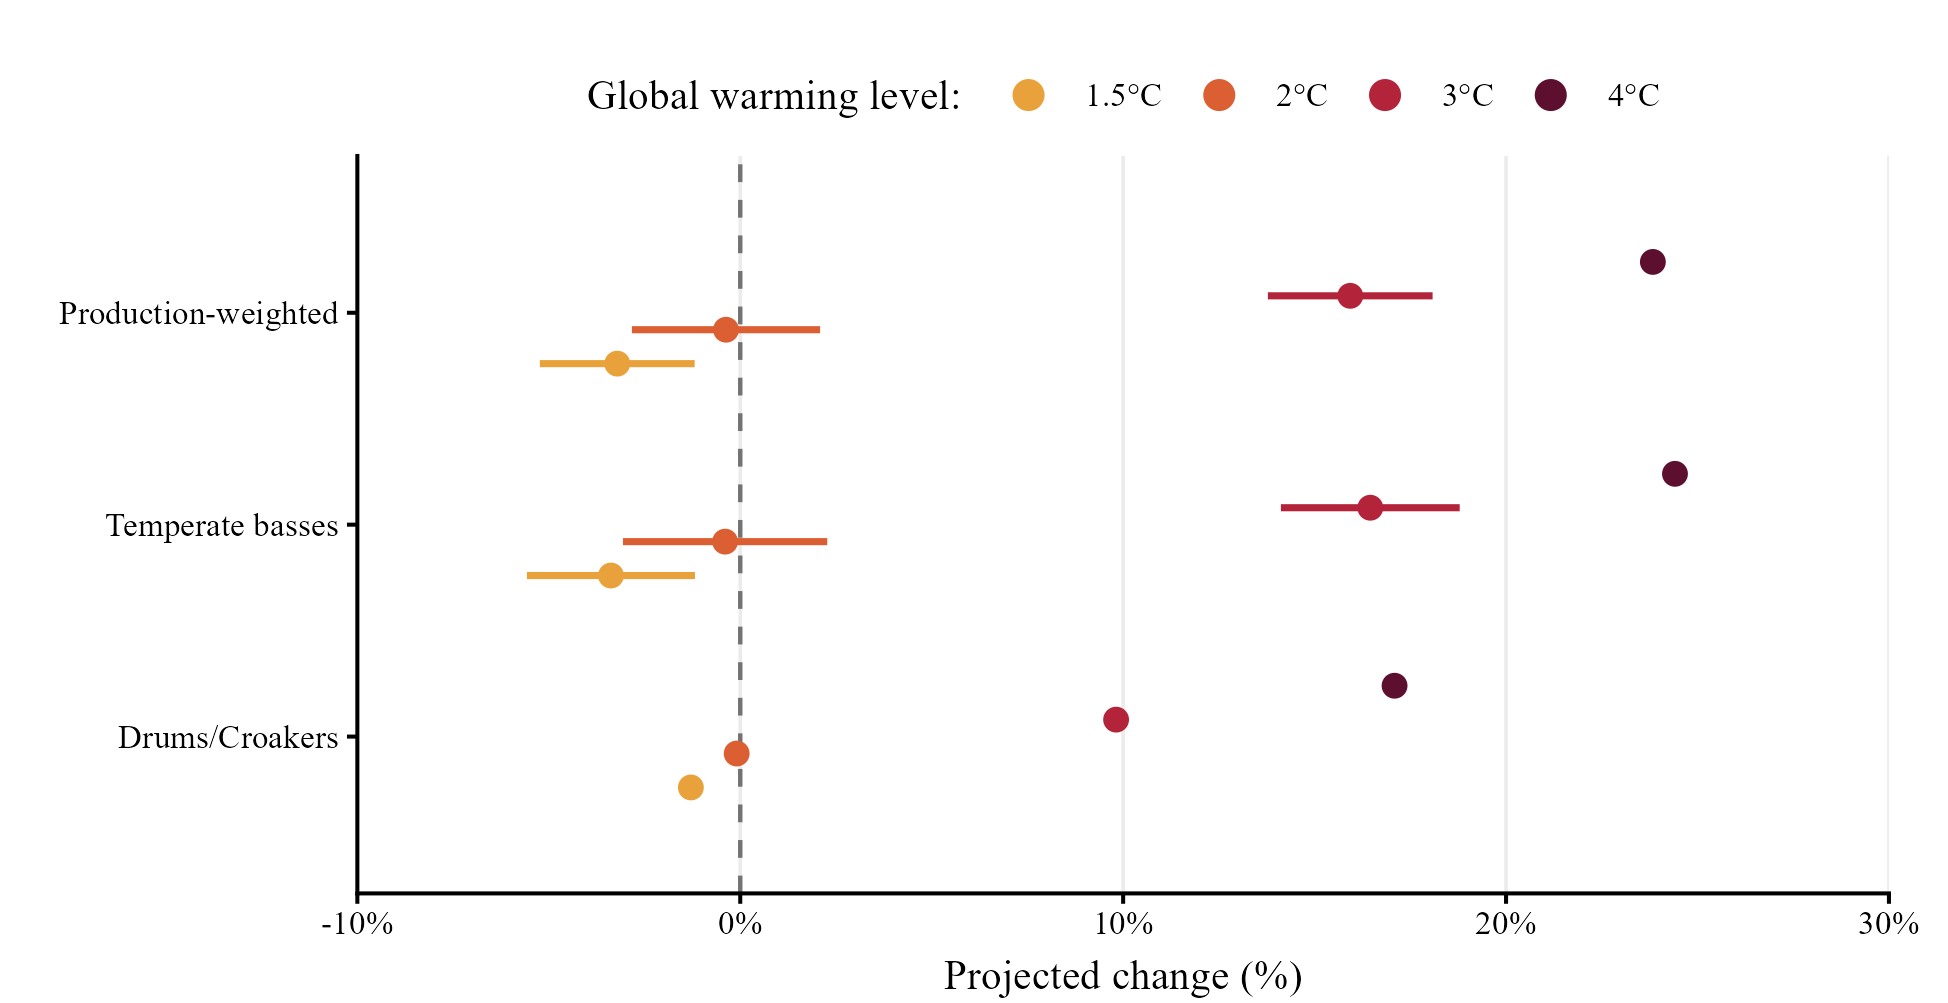 Global warming level: 1.5°C 2°C 3°C 4°C
Production-weighted
Temperate basses
Drums/Croakers
-10% 0% 10% 20% 30%
Projected change (%)